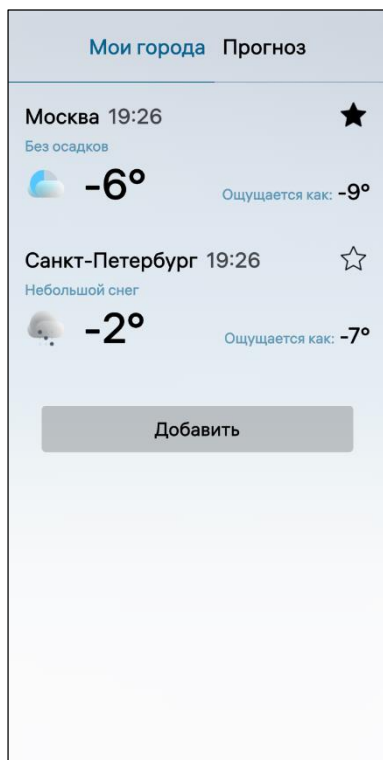 Мои города Прогноз
Москва 19:26
Без осадков
-6° Ощущается как: -9°
Санкт-Петербург 19:26
Небольшой снег
-2° Ощущается как: -7°
Добавить